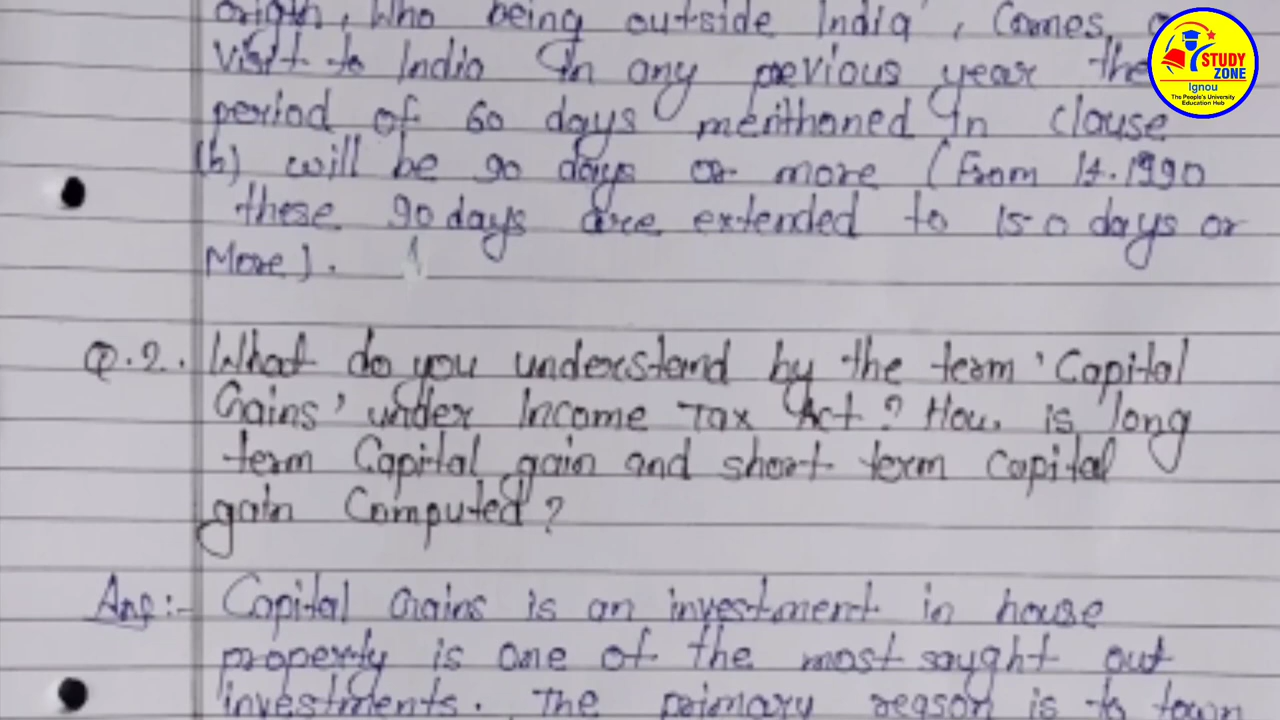 origin, Who being outside India, Comes a
visit to India In any pevious year the
period of 60 days menthoned In clause
(b) will be 90 days or more (From 1.4.1990
these 90 days are extended to 150 days or
More).
Q.2. What do you understand by the term 'Capital
Gains' under Income Tax Act? How is long
term Capital gain and short term capital
gain Computed?
Ans:- Capital Gains is an investment in house
property is one of the most sought out
investments. The primary reason is to town
STUDY
ZONE
Ignou
The People's University
Education Hub